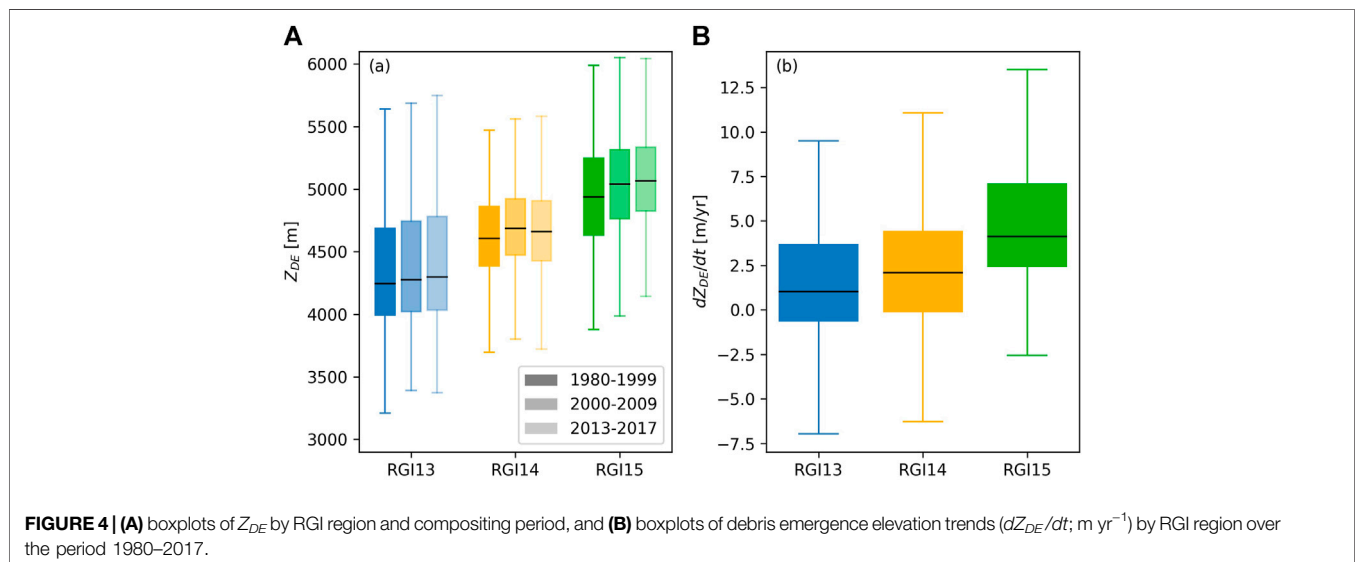 A
(a)
Z_DE [m]
6000
5500
5000
4500
4000
3500
3000
1980-1999
2000-2009
2013-2017
RGI13 RGI14 RGI15
B
(b)
dZ_DE/dt [m/yr]
12.5
10.0
7.5
5.0
2.5
0.0
−2.5
−5.0
−7.5
RGI13 RGI14 RGI15
FIGURE 4 | (A) boxplots of Z_DE by RGI region and compositing period, and (B) boxplots of debris emergence elevation trends (dZ_DE/dt; m yr⁻¹) by RGI region over
the period 1980–2017.